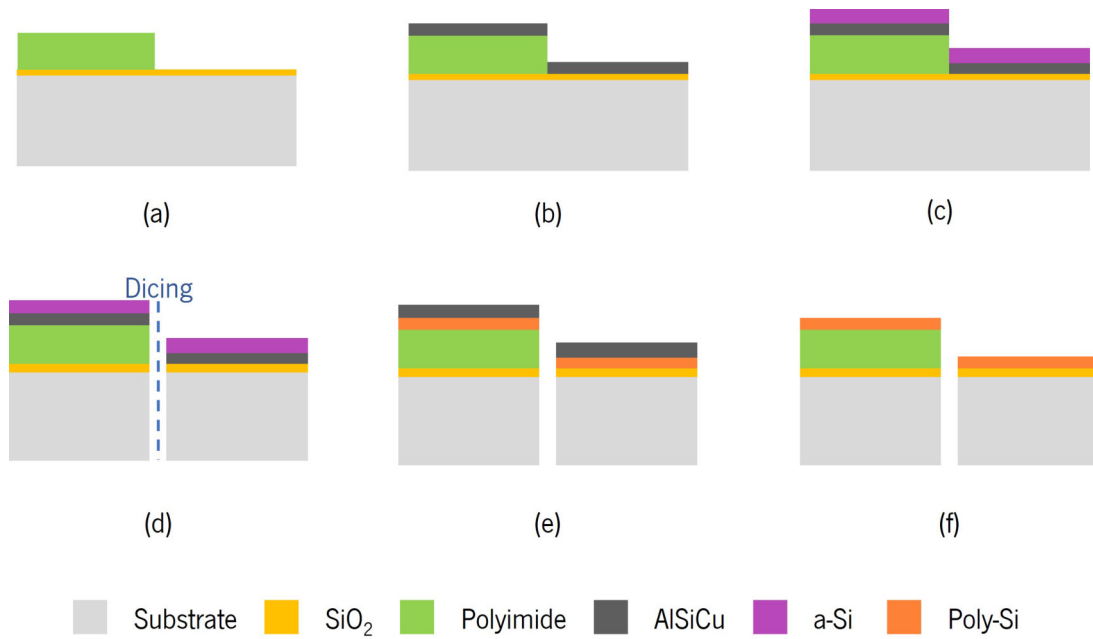 (a)
(b)
(c)
Dicing
(d)
(e)
(f)
Substrate
SiO₂
Polyimide
AlSiCu
a-Si
Poly-Si